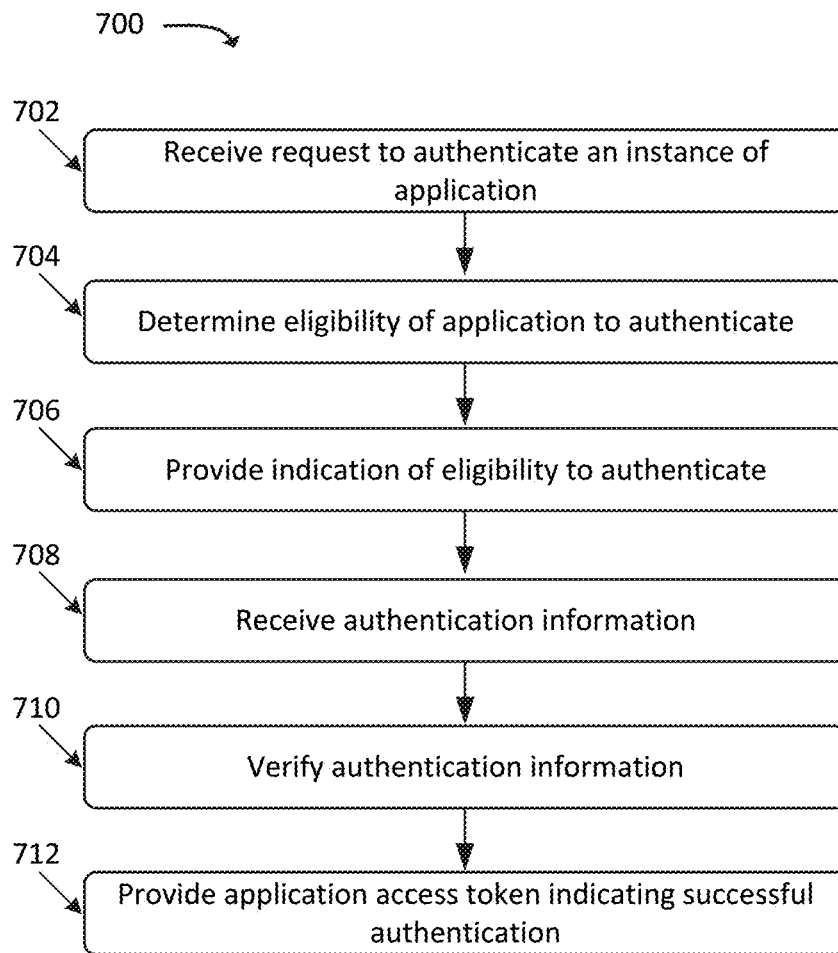 700
702
Receive request to authenticate an instance of
application
704
Determine eligibility of application to authenticate
706
Provide indication of eligibility to authenticate
708
Receive authentication information
710
Verify authentication information
712
Provide application access token indicating successful
authentication